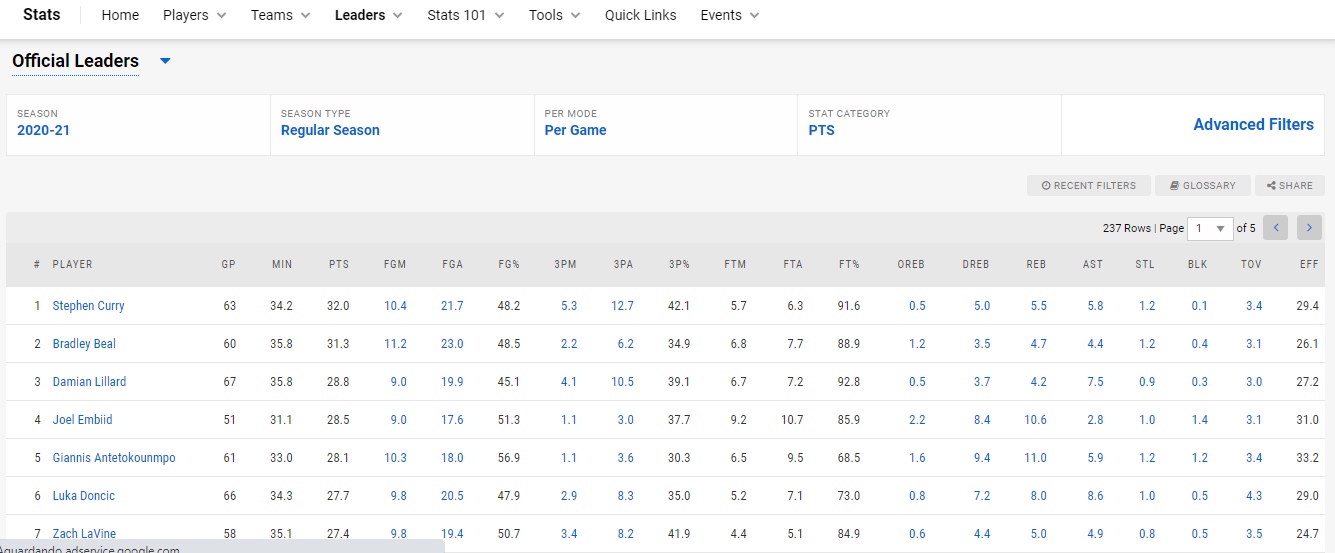 Stats Home Players Teams Leaders Stats 101 Tools Quick Links Events
Official Leaders
SEASON SEASON TYPE PER MODE STAT CATEGORY
2020-21 Regular Season Per Game PTS Advanced Filters
RECENT FILTERS GLOSSARY SHARE
237 Rows | Page 1 of 5
# PLAYER GP MIN PTS FGM FGA FG% 3PM 3PA 3P% FTM FTA FT% OREB DREB REB AST STL BLK TOV EFF
1 Stephen Curry 63 34.2 32.0 10.4 21.7 48.2 5.3 12.7 42.1 5.7 6.3 91.6 0.5 5.0 5.5 5.8 1.2 0.1 3.4 29.4
2 Bradley Beal 60 35.8 31.3 11.2 23.0 48.5 2.2 6.2 34.9 6.8 7.7 88.9 1.2 3.5 4.7 4.4 1.2 0.4 3.1 26.1
3 Damian Lillard 67 35.8 28.8 9.0 19.9 45.1 4.1 10.5 39.1 6.7 7.2 92.8 0.5 3.7 4.2 7.5 0.9 0.3 3.0 27.2
4 Joel Embiid 51 31.1 28.5 9.0 17.6 51.3 1.1 3.0 37.7 9.2 10.7 85.9 2.2 8.4 10.6 2.8 1.0 1.4 3.1 31.0
5 Giannis Antetokounmpo 61 33.0 28.1 10.3 18.0 56.9 1.1 3.6 30.3 6.5 9.5 68.5 1.6 9.4 11.0 5.9 1.2 1.2 3.4 33.2
6 Luka Doncic 66 34.3 27.7 9.8 20.5 47.9 2.9 8.3 35.0 5.2 7.1 73.0 0.8 7.2 8.0 8.6 1.0 0.5 4.3 29.0
7 Zach LaVine 58 35.1 27.4 9.8 19.4 50.7 3.4 8.2 41.9 4.4 5.1 84.9 0.6 4.4 5.0 4.9 0.8 0.5 3.5 24.7
Aguardando adservice.google.com